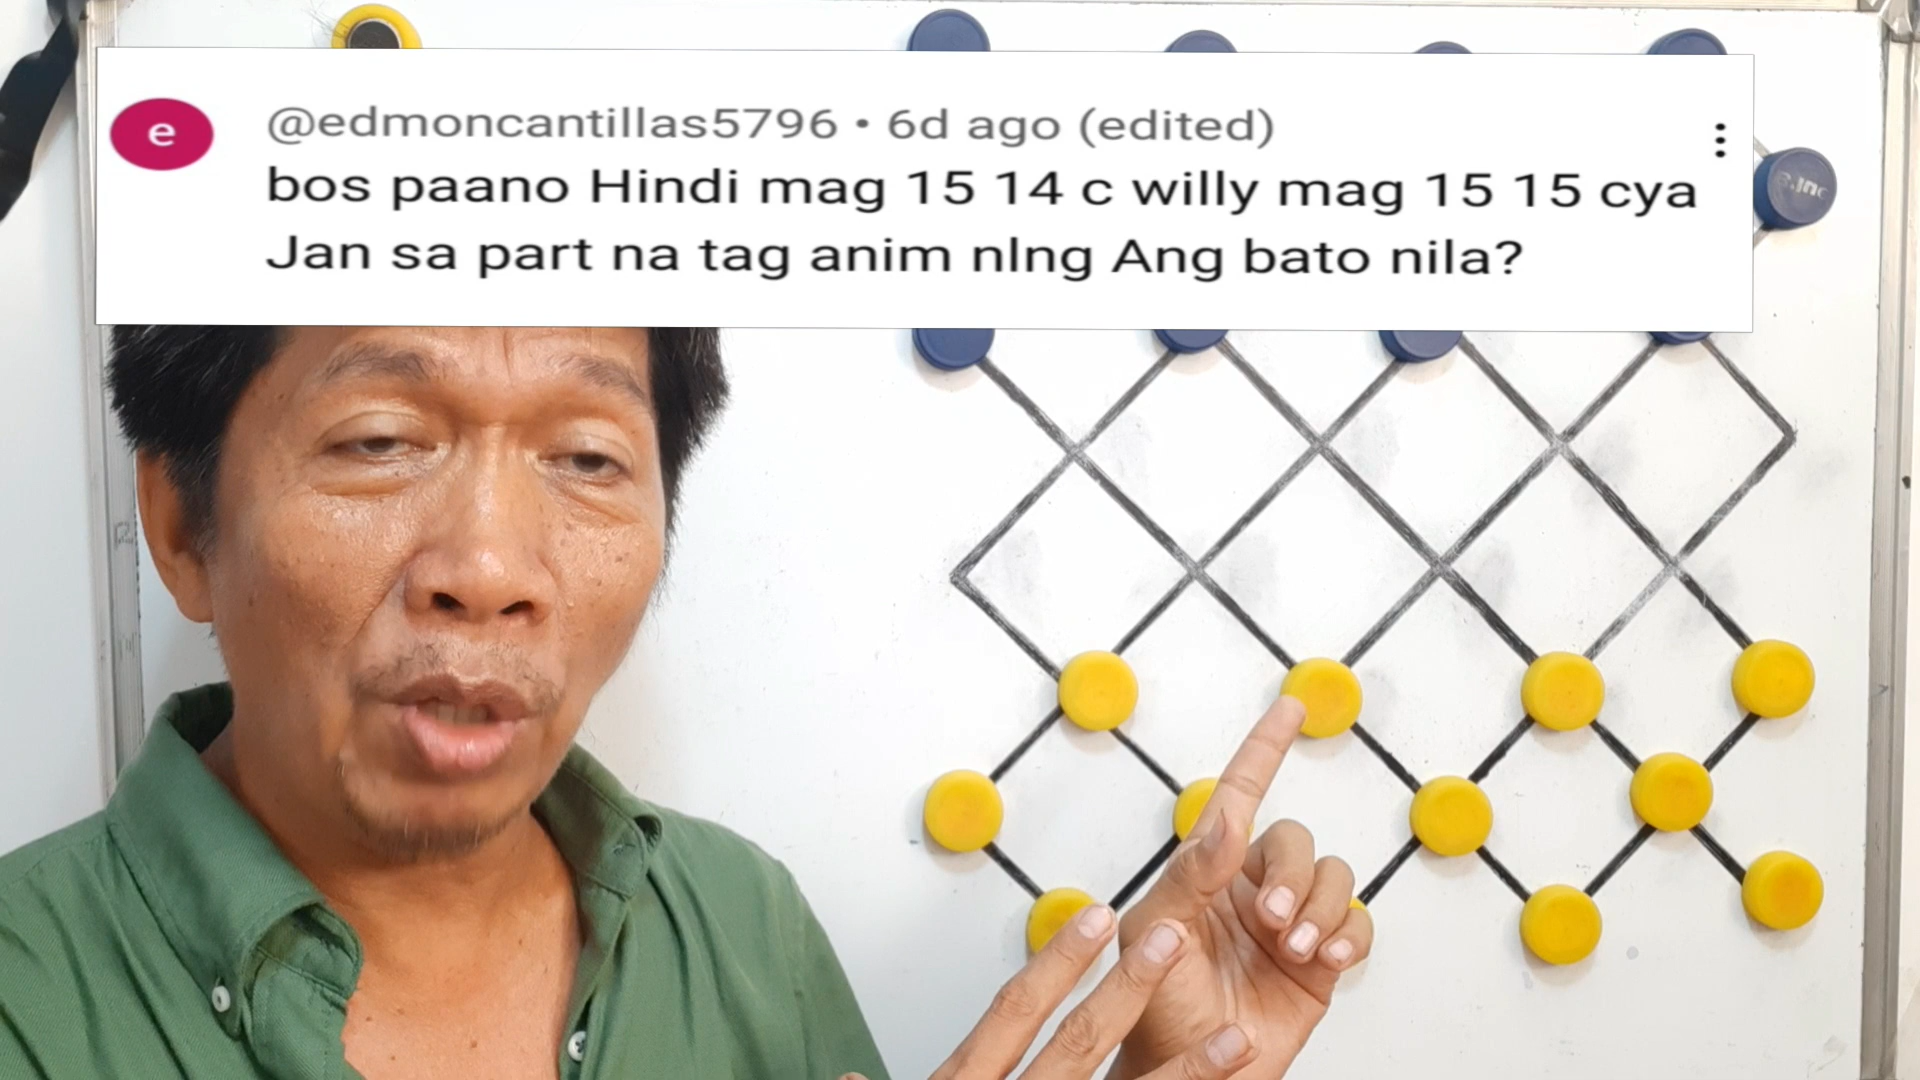 e
@edmoncantillas5796 • 6d ago (edited)
bos paano Hindi mag 15 14 c willy mag 15 15 cya
Jan sa part na tag anim nlng Ang bato nila?